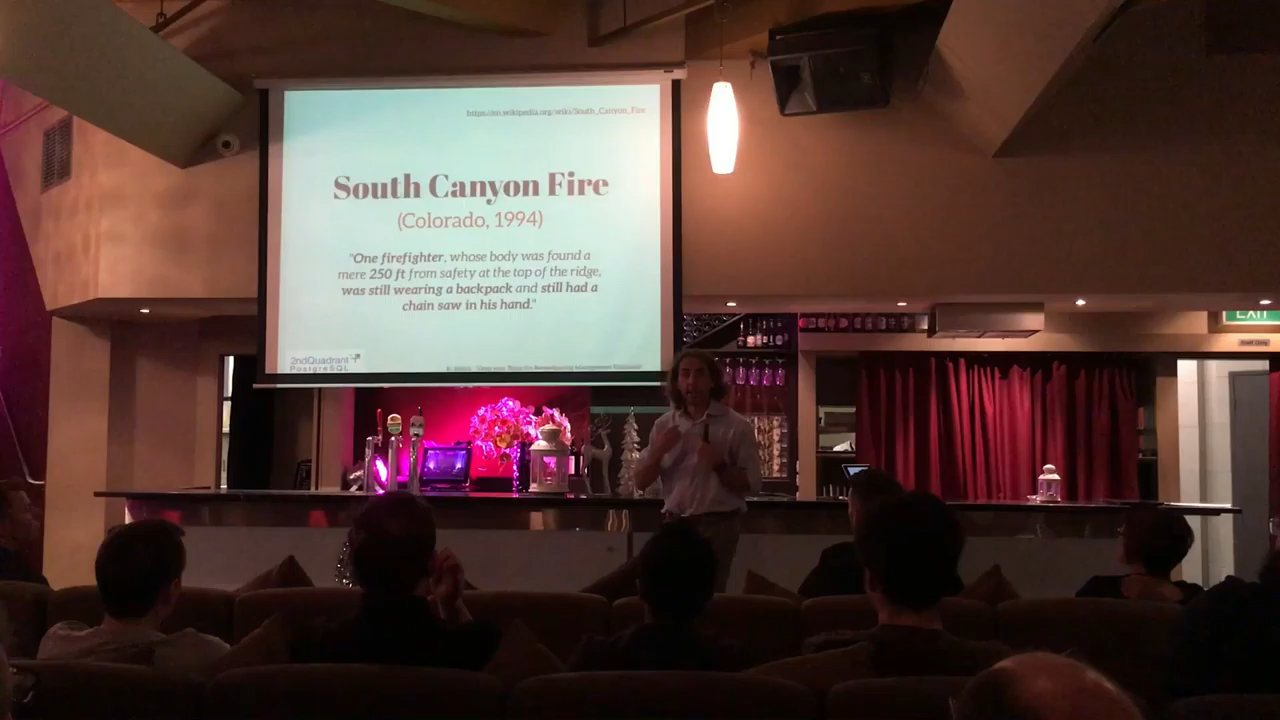 https://en.wikipedia.org/wiki/South_Canyon_Fire
South Canyon Fire
(Colorado, 1994)
"One firefighter, whose body was found a
mere 250 ft from safety at the top of the ridge,
was still wearing a backpack and still had a
chain saw in his hand."
2ndQuadrant
PostgreSQL
EXIT